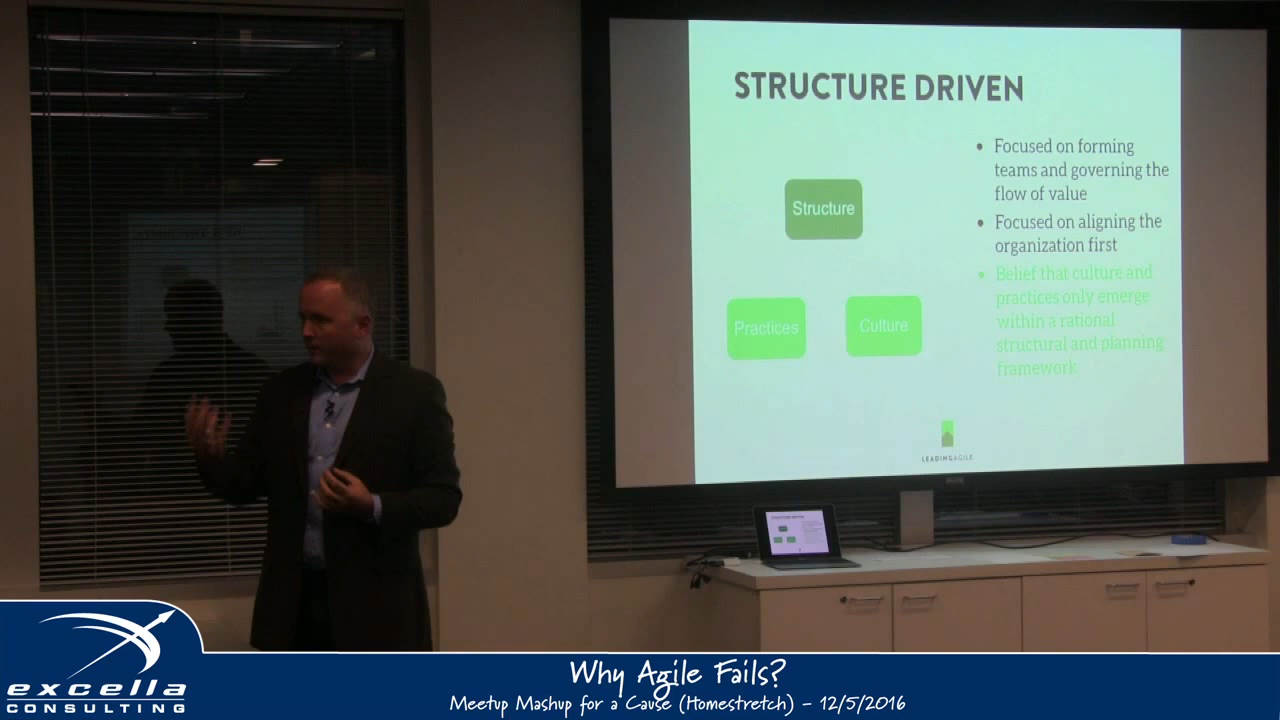 STRUCTURE DRIVEN
• Focused on forming
teams and governing the
flow of value
• Focused on aligning the
organization first
• Belief that culture and
practices only emerge
within a rational
structural and planning
framework
Structure
Practices
Culture
LEADINGAGILE
STRUCTURE DRIVEN
excella
CONSULTING
Why Agile Fails?
Meetup Mashup for a Cause (Homestretch) – 12/5/2016